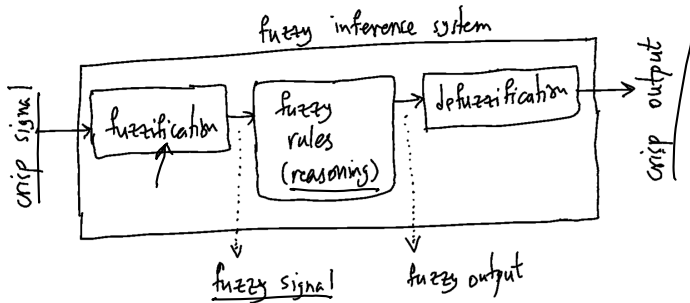 fuzzy inference system
crisp signal
fuzzification
fuzzy
rules
(reasoning)
defuzzification
crisp output
fuzzy signal
fuzzy output